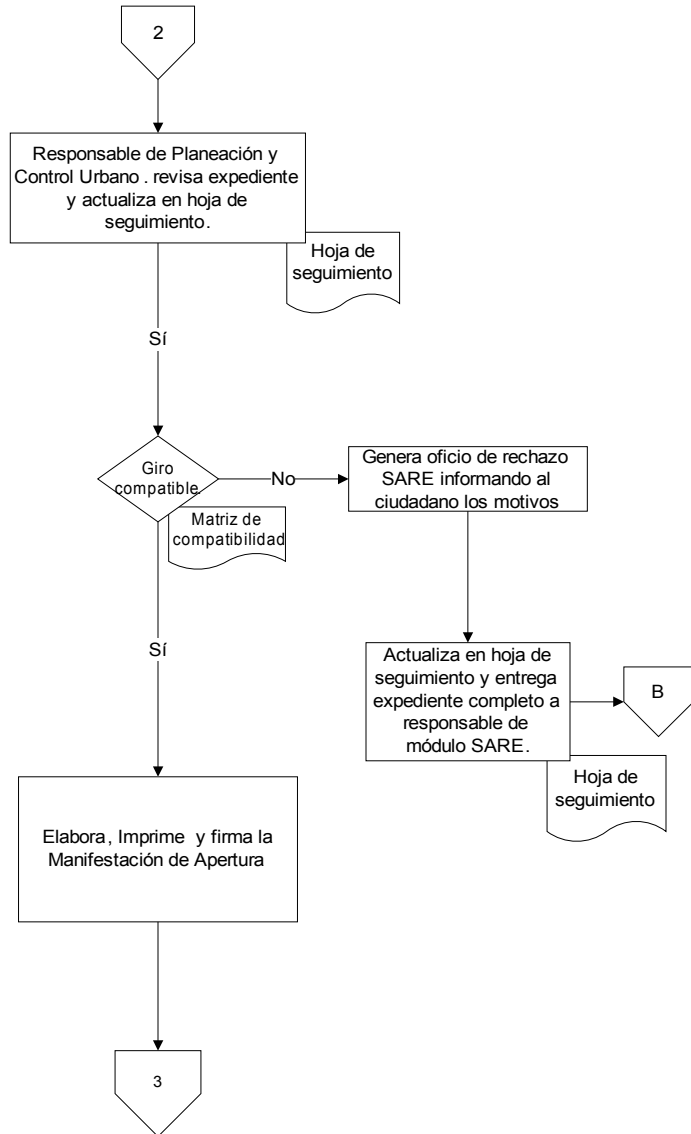 2
Responsable de Planeación y
Control Urbano . revisa expediente
y actualiza en hoja de
seguimiento.
Hoja de
seguimiento
Sí
Giro
compatible.
No
Matriz de
compatibilidad
Genera oficio de rechazo
SARE informando al
ciudadano los motivos
Sí
Actualiza en hoja de
seguimiento y entrega
expediente completo a
responsable de
módulo SARE.
B
Hoja de
seguimiento
Elabora, Imprime y firma la
Manifestación de Apertura
3